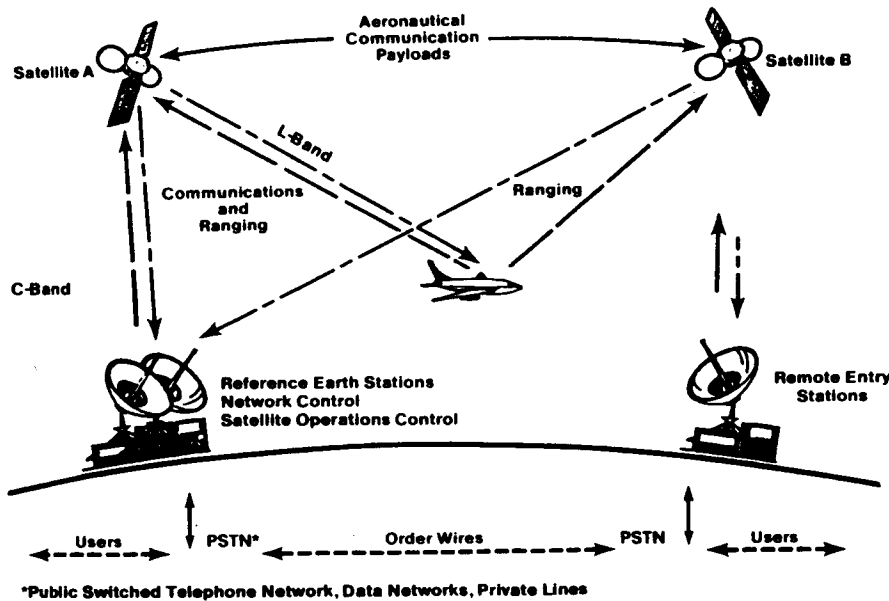 Aeronautical
Communication
Payloads
Satellite A
Satellite B
L-Band
Communications
and
Ranging
Ranging
C-Band
Reference Earth Stations
Network Control
Satellite Operations Control
Remote Entry
Stations
Users
PSTN*
Order Wires
PSTN
Users
*Public Switched Telephone Network, Data Networks, Private Lines